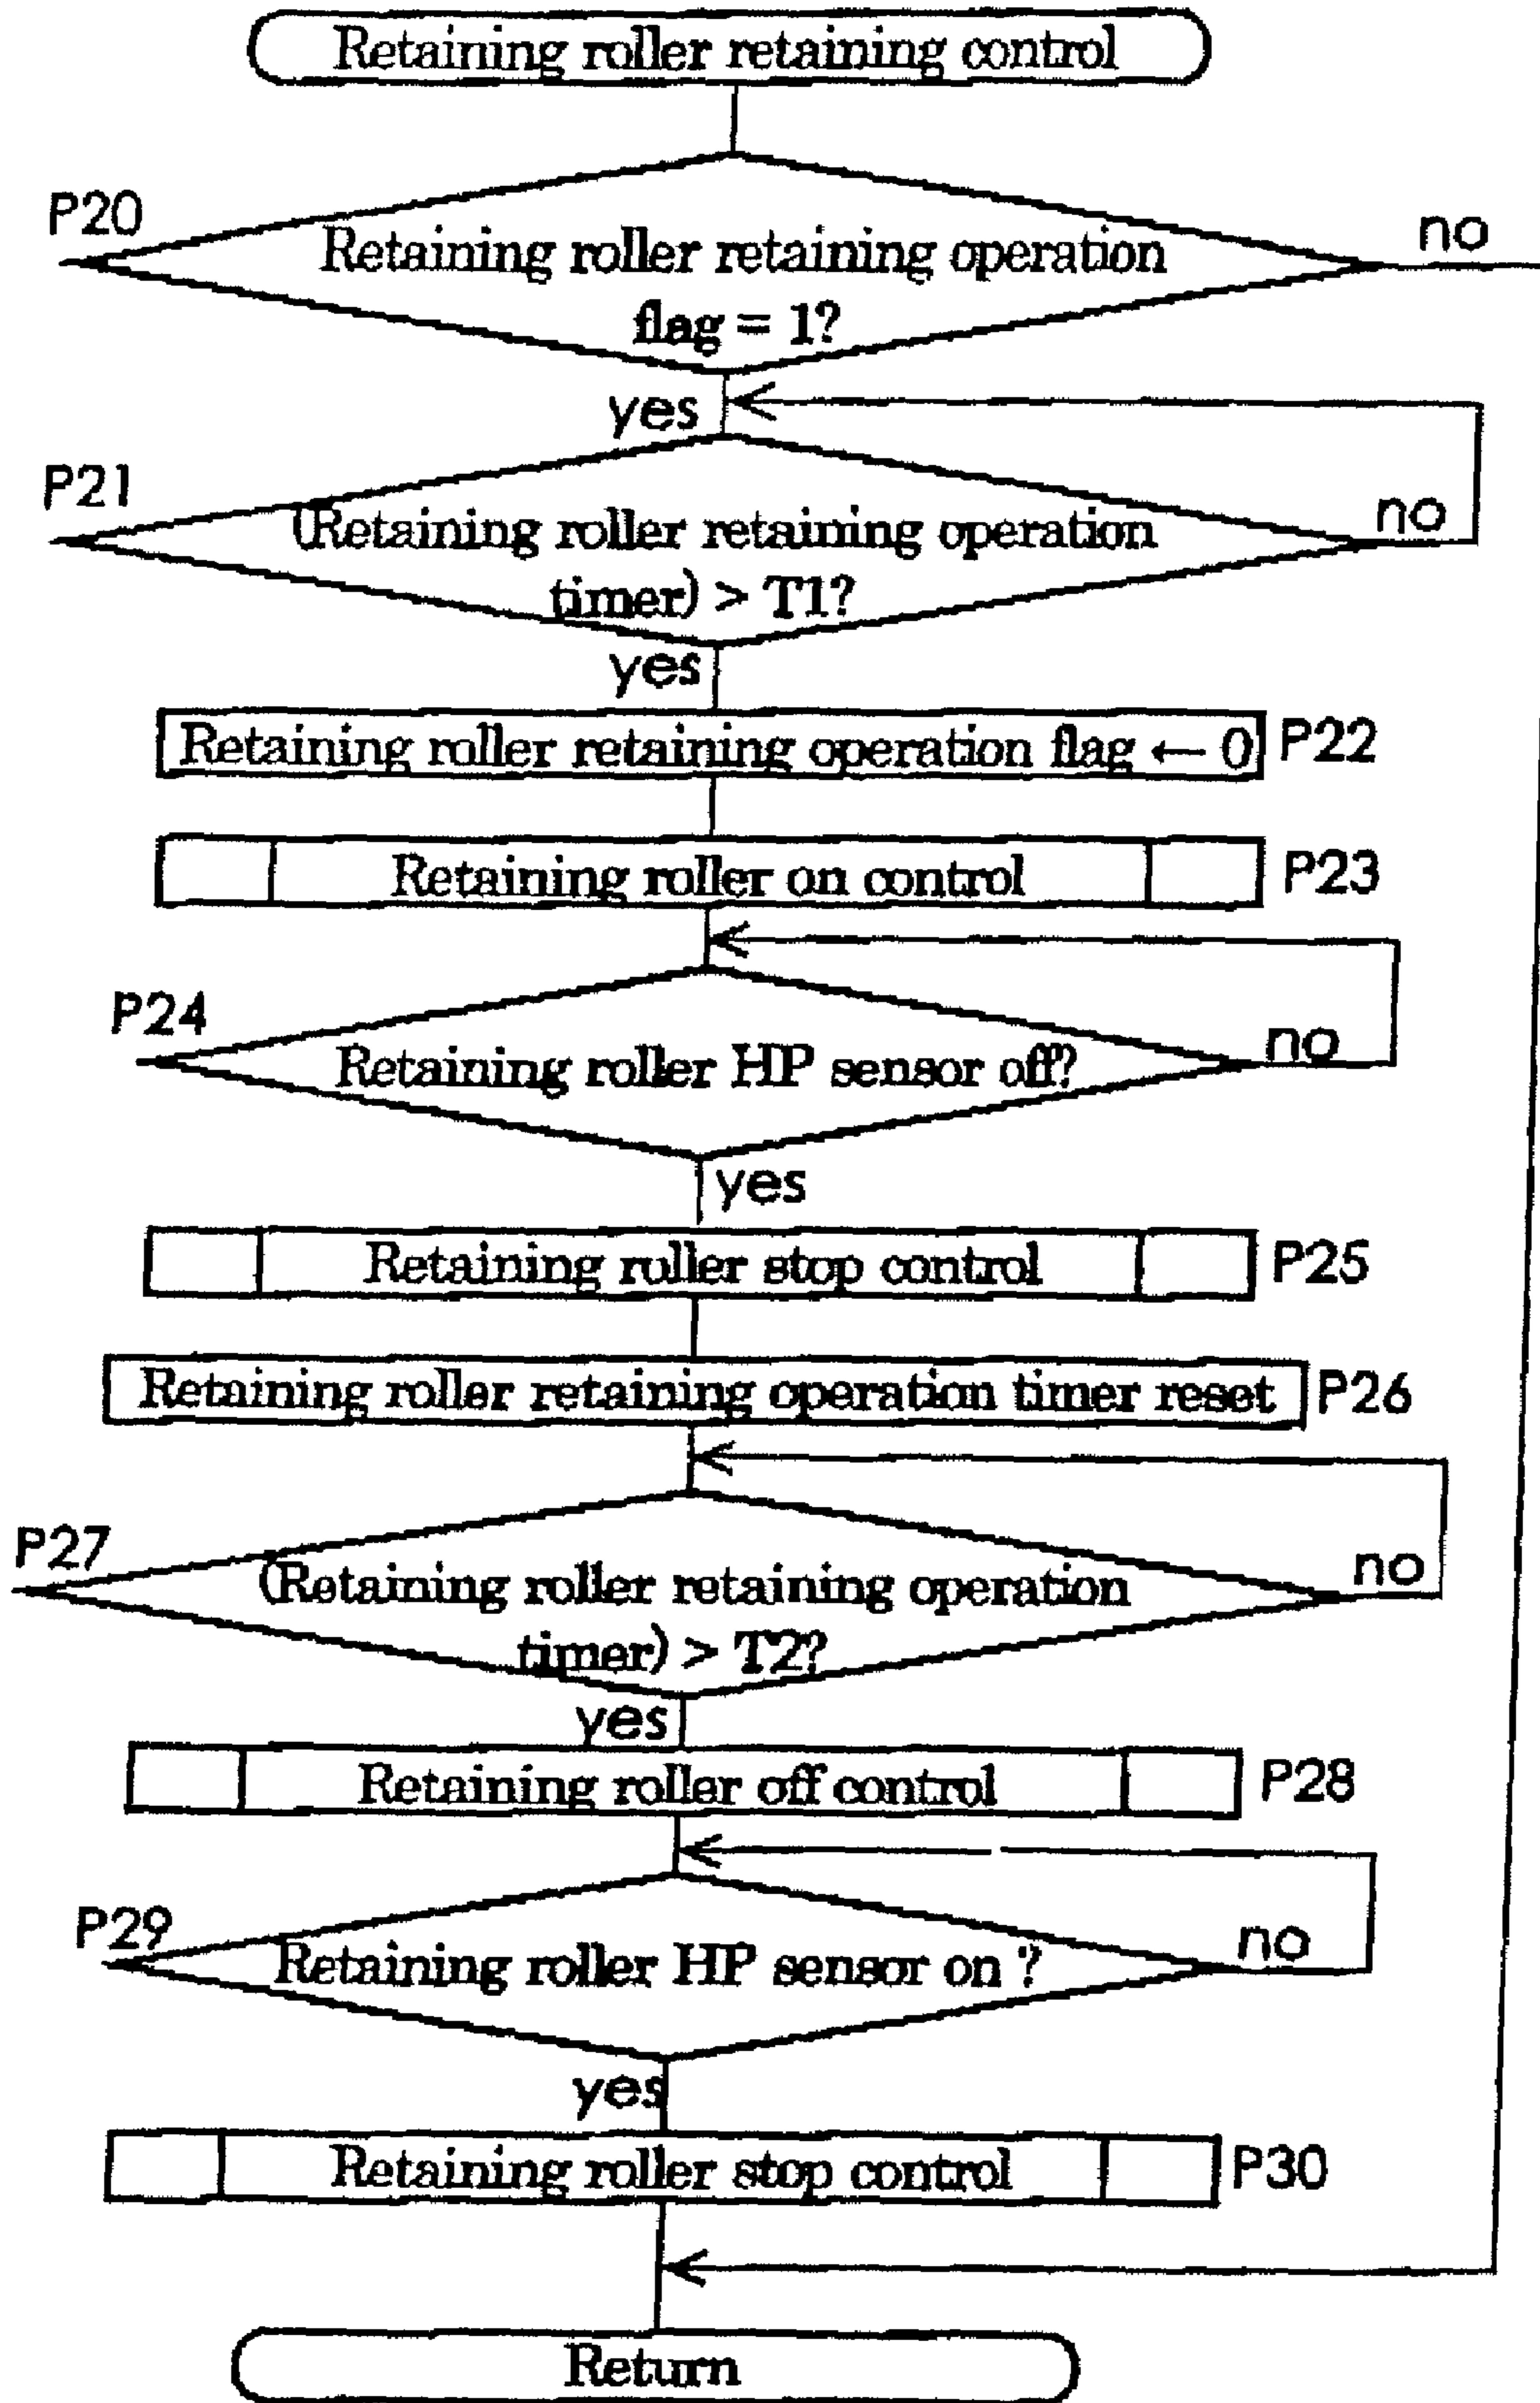 Retaining roller retaining control
P20
Retaining roller retaining operation
flag = 1?
no
yes
P21
(Retaining roller retaining operation
timer) > T1?
no
yes
Retaining roller retaining operation flag ← 0
P22
Retaining roller on control
P23
P24
Retaining roller HP sensor off?
no
yes
Retaining roller stop control
P25
Retaining roller retaining operation timer reset
P26
P27
(Retaining roller retaining operation
timer) > T2?
no
yes
Retaining roller off control
P28
P29
Retaining roller HP sensor on ?
no
yes
Retaining roller stop control
P30
Return